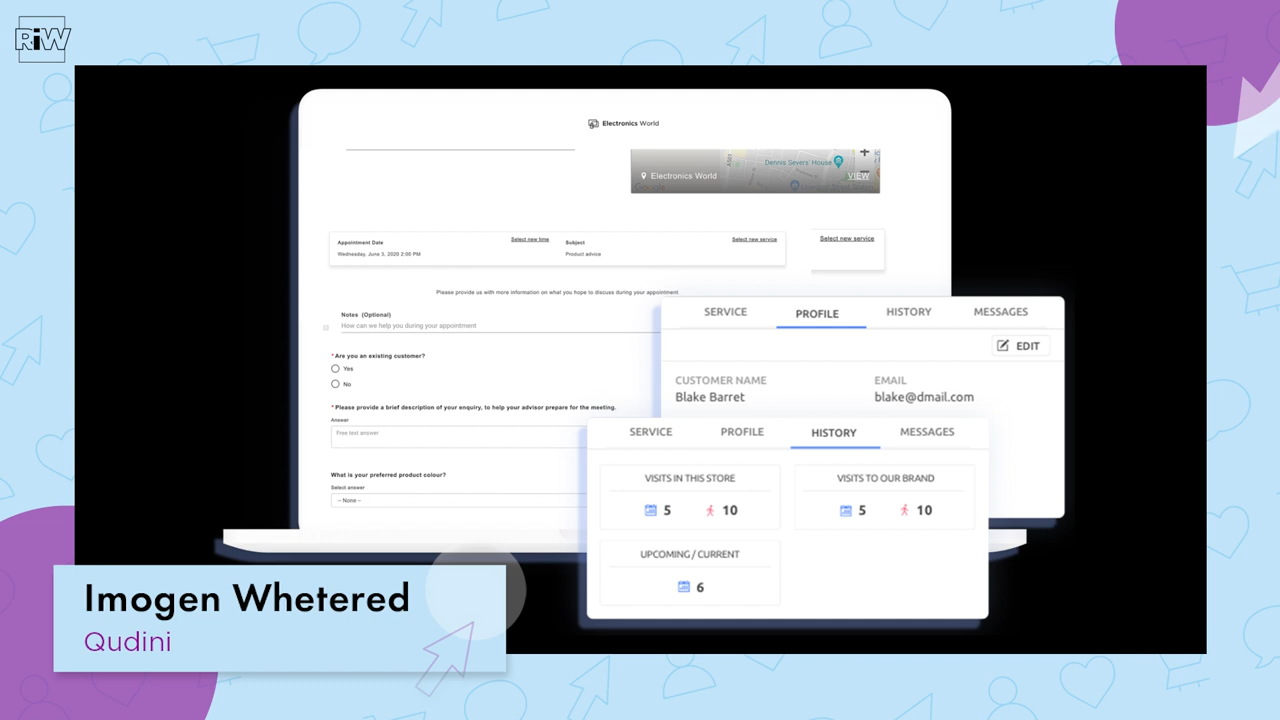 RiW
Electronics World
Dennis Severs' House
Electronics World
VIEW
Google
Appointment Date
Select new time
Subject
Select new service
Select new service
Wednesday, June 3, 2020 2:00 PM
Product advice
Please provide us with more information on what you hope to discuss during your appointment.
Notes (Optional)
How can we help you during your appointment
*Are you an existing customer?
Yes
No
*Please provide a brief description of your enquiry, to help your advisor prepare for the meeting.
Answer
Free text answer
What is your preferred product colour?
Select answer
-- None --
SERVICE PROFILE HISTORY MESSAGES
EDIT
CUSTOMER NAME EMAIL
Blake Barret blake@dmail.com
SERVICE PROFILE HISTORY MESSAGES
VISITS IN THIS STORE VISITS TO OUR BRAND
5 10 5 10
UPCOMING / CURRENT
6
Imogen Whetered
Qudini